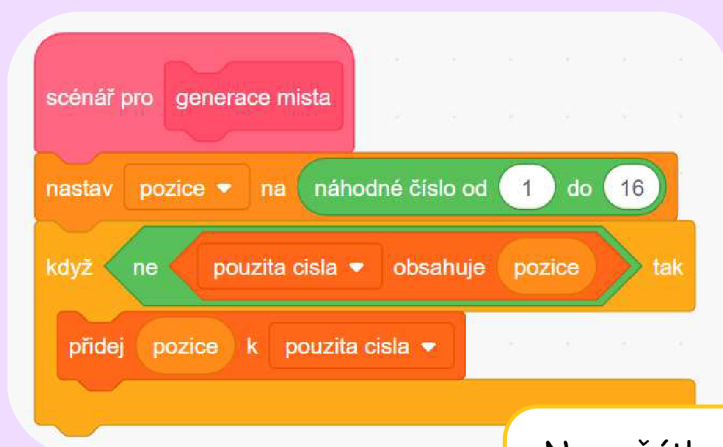 scénář pro generace mista
nastav pozice na náhodné číslo od 1 do 16
když ne pouzita cisla obsahuje pozice tak
přidej pozice k pouzita cisla